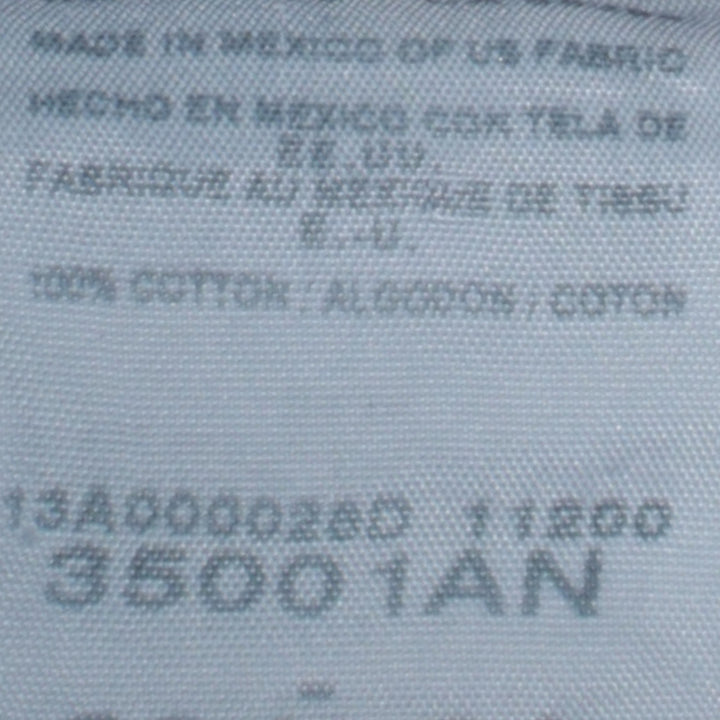 MADE IN MEXICO OF US FABRIC
HECHO EN MEXICO CON TELA DE
EE.UU.
FABRIQUE AU MEXIQUE DE TISSU
E.-U.
100% COTTON / ALGODON / COTON
13A000028D 11200
35001AN